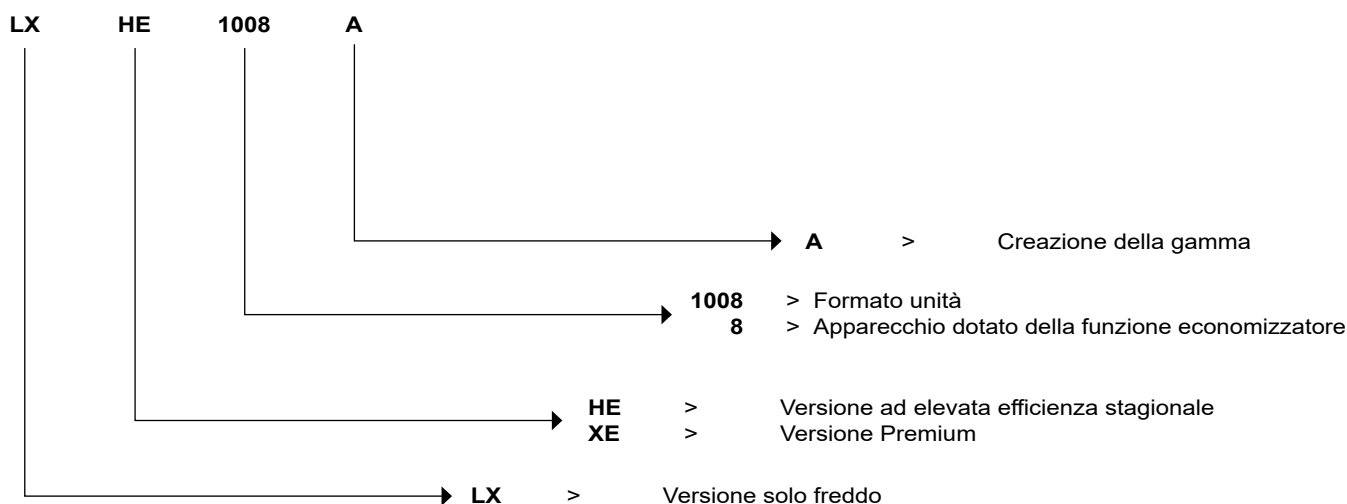 LX HE 1008 A
A > Creazione della gamma
1008 > Formato unità
8 > Apparecchio dotato della funzione economizzatore
HE > Versione ad elevata efficienza stagionale
XE > Versione Premium
LX > Versione solo freddo